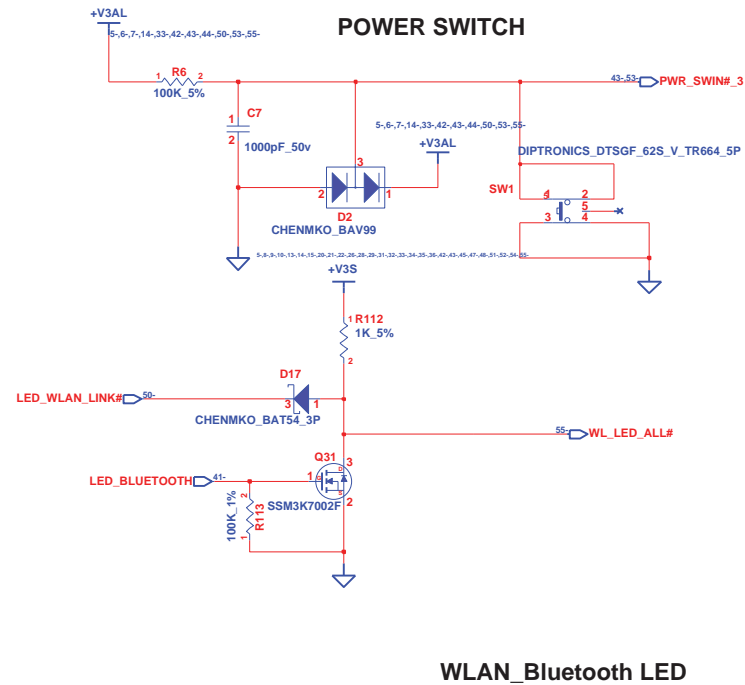 +V3AL
POWER SWITCH
5-,6-,7-,14-,33-,42-,43-,44-,50-,53-,55-
1 R6 2
100K_5%
43-,53- PWR_SWIN#_3
C7
1
2
1000pF_50v
5-,6-,7-,14-,33-,42-,43-,44-,50-,53-,55-
+V3AL
DIPTRONICS_DTSGF_62S_V_TR664_5P
3
2 1
D2
CHENMKO_BAV99
SW1
2
5
3 4
5-,8-,9-,10-,13-,14-,15-,20-,21-,22-,26-,28-,29-,31-,32-,33-,34-,35-,36-,42-,43-,45-,47-,48-,51-,52-,54-,55-
+V3S
1 R112
1K_5%
2
D17
LED_WLAN_LINK# 50-
3 1
CHENMKO_BAT54_3P
55- WL_LED_ALL#
Q31
3
D
LED_BLUETOOTH 41-
1 G
S
2
SSM3K7002F
2
100K_1%
R113
1
WLAN_Bluetooth LED